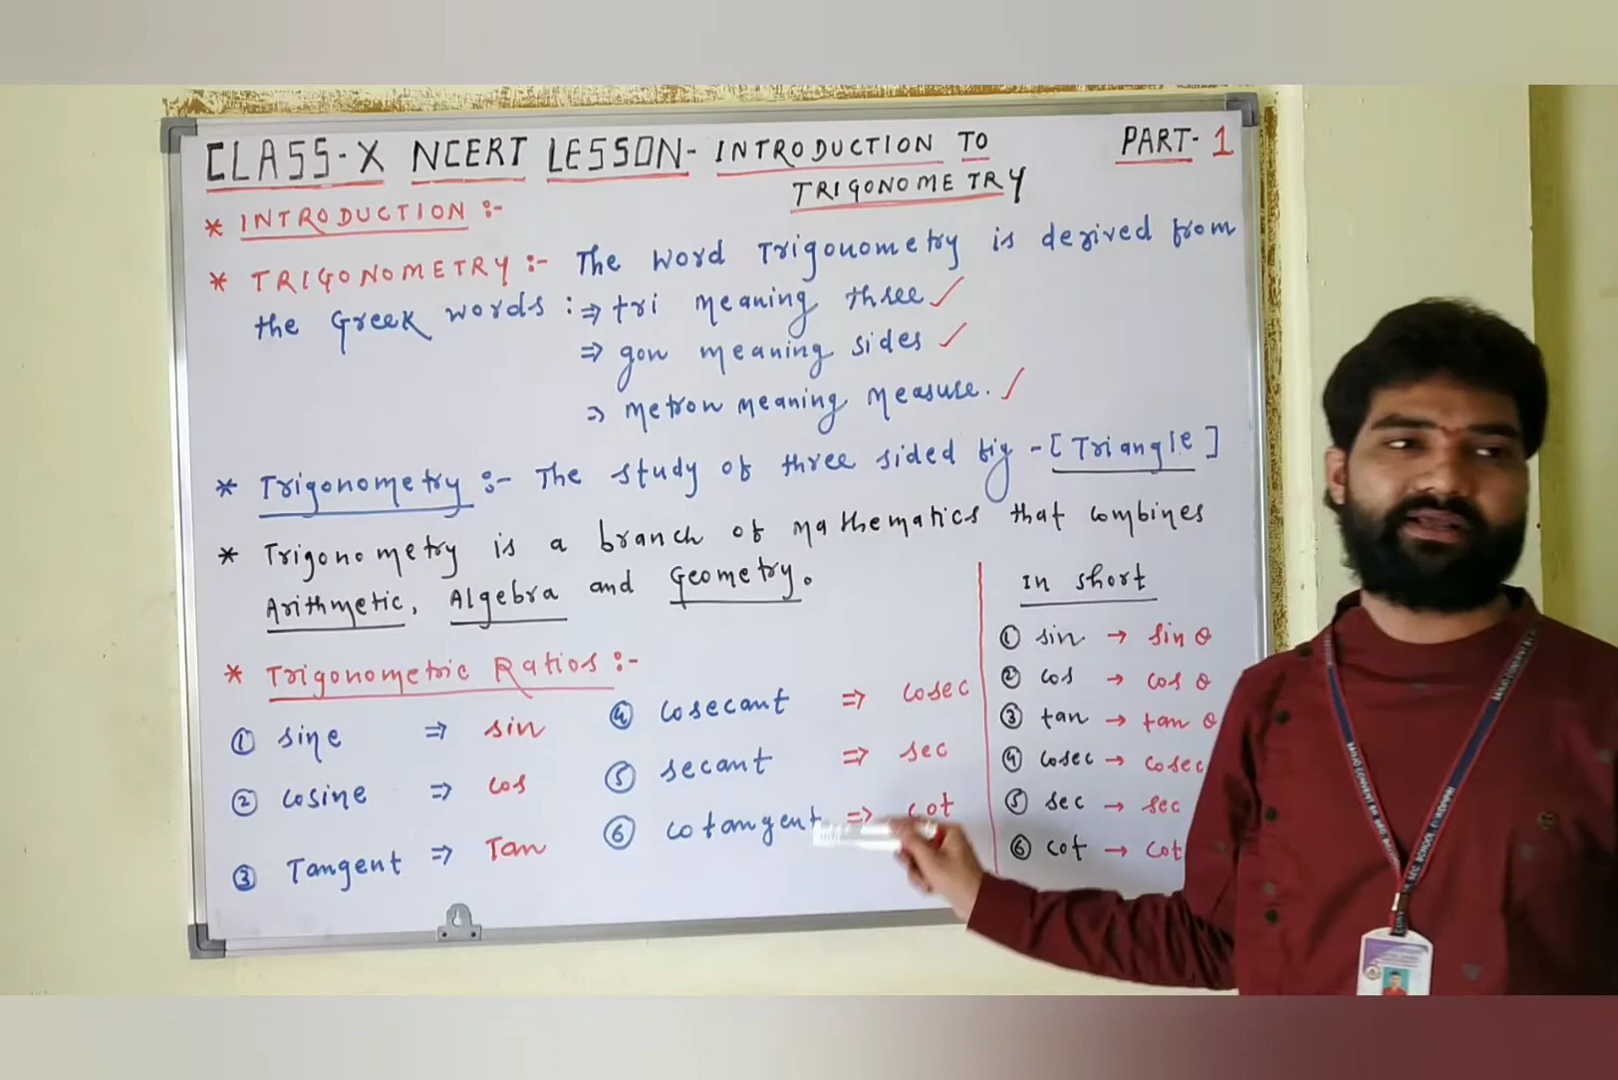 CLASS-X NCERT LESSON- INTRODUCTION TO TRIGONOMETRY PART-1
* INTRODUCTION :-
* TRIGONOMETRY :- The word Trigonometry is derived from
the Greek words :⇒ tri meaning three ✓
⇒ gon meaning sides ✓
⇒ metron meaning measure. ✓
* Trigonometry :- The study of three sided fig - [Triangle]
* Trigonometry is a branch of mathematics that combines
Arithmetic, Algebra and Geometry.
* Trigonometric Ratios :-
① sine ⇒ sin
② cosine ⇒ cos
③ Tangent ⇒ Tan
④ cosecant ⇒ cosec
⑤ secant ⇒ sec
⑥ cotangent ⇒ cot
In short
① sin → sin θ
② cos → cos θ
③ tan → tan θ
④ cosec → cosec
⑤ sec → sec
⑥ cot → cot